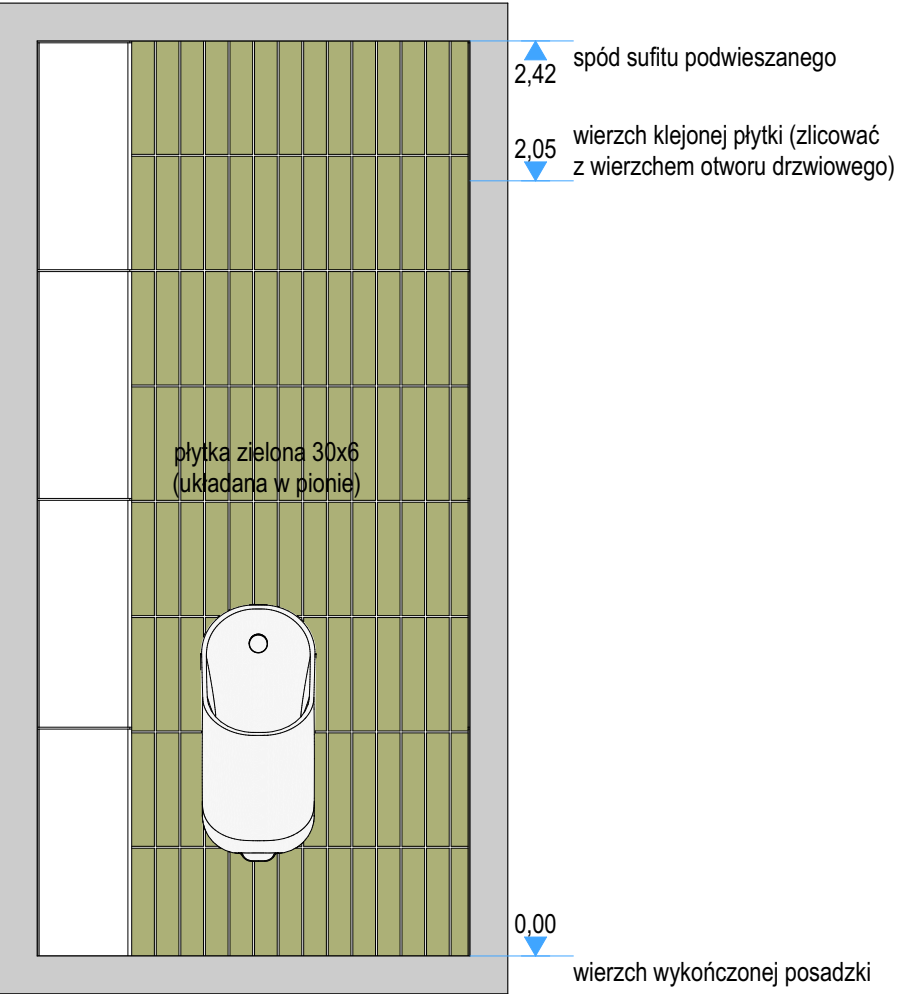 2,42
spód sufitu podwieszanego
2,05
wierzch klejonej płytki (zlicować
z wierzchem otworu drzwiowego)
płytka zielona 30x6
(układana w pionie)
0,00
wierzch wykończonej posadzki